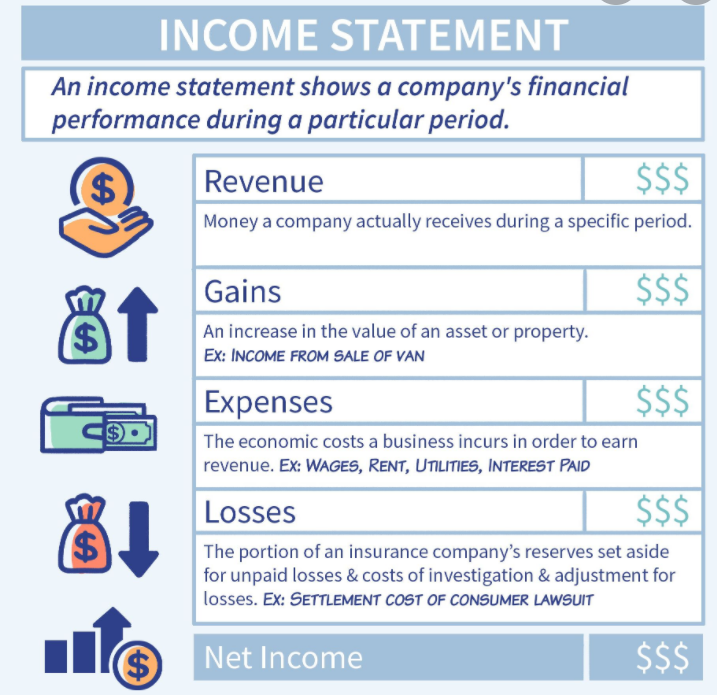 INCOME STATEMENT
An income statement shows a company's financial
performance during a particular period.
$
Revenue $$$
Money a company actually receives during a specific period.
$
Gains $$$
An increase in the value of an asset or property.
EX: INCOME FROM SALE OF VAN
$
Expenses $$$
The economic costs a business incurs in order to earn
revenue. EX: WAGES, RENT, UTILITIES, INTEREST PAID
$
Losses $$$
The portion of an insurance company’s reserves set aside
for unpaid losses & costs of investigation & adjustment for
losses. EX: SETTLEMENT COST OF CONSUMER LAWSUIT
$
Net Income $$$